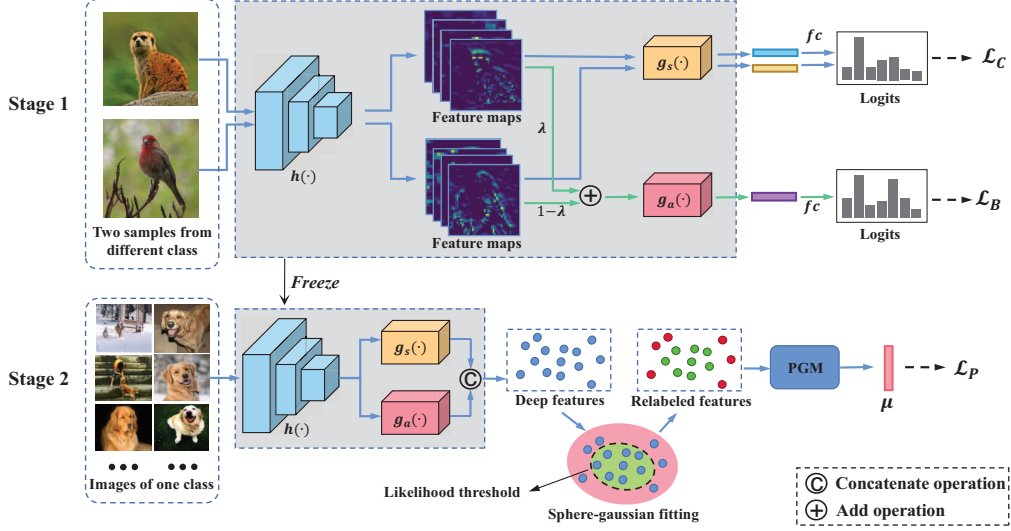 Stage 1
Two samples from
different class
h(·)
Feature maps
Feature maps
λ
1−λ
g_s(·)
g_a(·)
fc
fc
Logits
Logits
ℒ_C
ℒ_B
Freeze
Stage 2
Images of one class
h(·)
g_s(·)
g_a(·)
C
Deep features
Relabeled features
PGM
μ
ℒ_P
Likelihood threshold
Sphere-gaussian fitting
C Concatenate operation
+ Add operation